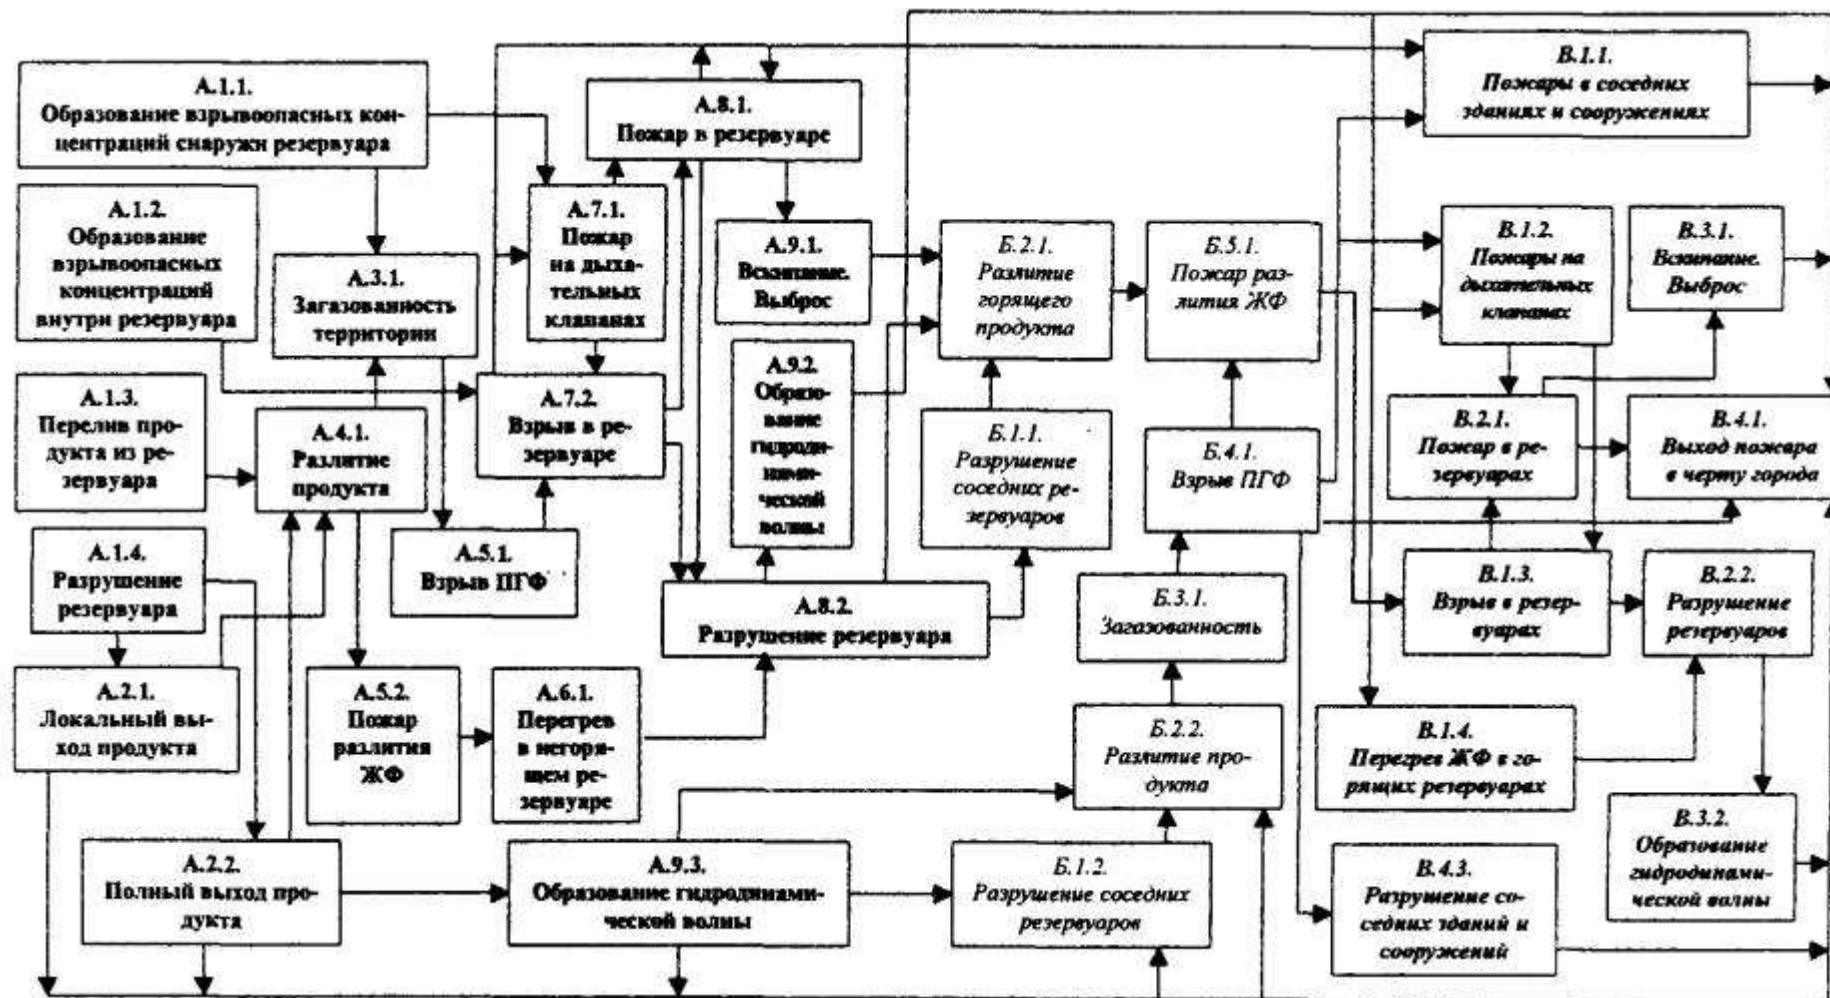 А.1.1.
Образование взрывоопасных кон-
центраций снаружи резервуара
А.1.2.
Образование
взрывоопасных
концентраций
внутри резервуара
А.1.3.
Перелив про-
дукта из ре-
зервуара
А.1.4.
Разрушение
резервуара
А.2.1.
Локальный вы-
ход продукта
А.2.2.
Полный выход про-
дукта
А.3.1.
Загазованность
территории
А.4.1.
Разлитие
продукта
А.5.1.
Взрыв ПГФ
А.5.2.
Пожар
разлития
ЖФ
А.6.1.
Перегрев
в негоря-
щем ре-
зервуаре
А.7.1.
Пожар
на дыха-
тельных
клапанах
А.7.2.
Взрыв в ре-
зервуаре
А.8.1.
Пожар в резервуаре
А.8.2.
Разрушение резервуара
А.9.1.
Вскипание.
Выброс
А.9.2.
Образо-
вание
гидроди-
нами-
ческой
волны
А.9.3.
Образование гидродинами-
ческой волны
Б.1.1.
Разрушение
соседних ре-
зервуаров
Б.1.2.
Разрушение соседних
резервуаров
Б.2.1.
Разлитие
горящего
продукта
Б.2.2.
Разлитие про-
дукта
Б.3.1.
Загазованность
Б.4.1.
Взрыв ПГФ
Б.5.1.
Пожар раз-
лития ЖФ
В.1.1.
Пожары в соседних
зданиях и сооружениях
В.1.2.
Пожары на
дыхательных
клапанах
В.1.3.
Взрыв в резер-
вуарах
В.1.4.
Перегрев ЖФ в го-
рящих резервуарах
В.2.1.
Пожар в ре-
зервуарах
В.2.2.
Разрушение
резервуаров
В.3.1.
Вскипание.
Выброс
В.3.2.
Образование
гидродинами-
ческой волны
В.4.1.
Выход пожара
в черту города
В.4.3.
Разрушение со-
седних зданий и
сооружений